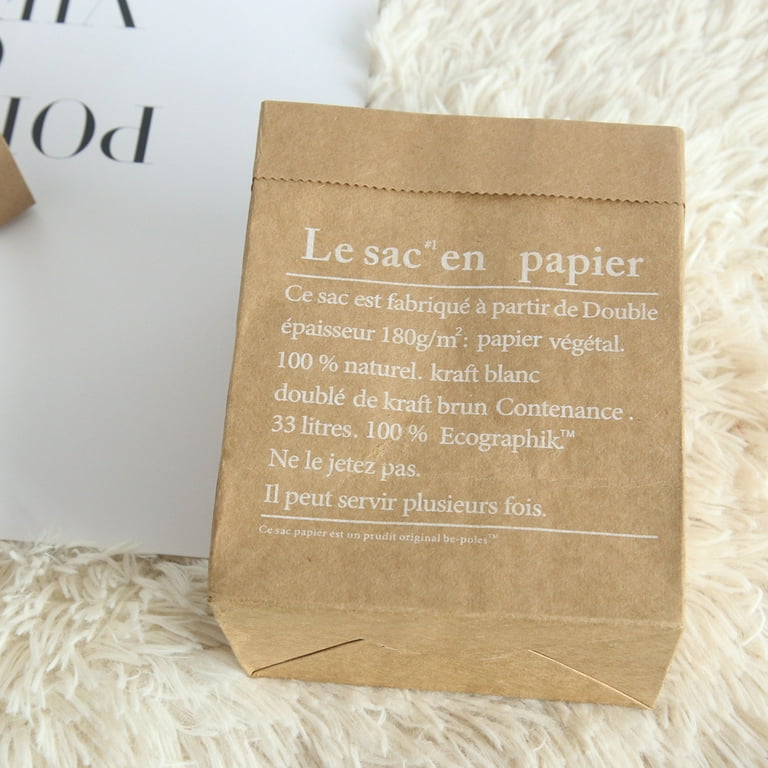 Le sac #1 en papier
Ce sac est fabriqué à partir de Double
épaisseur 180g/m²: papier végétal.
100 % naturel. kraft blanc
doublé de kraft brun Contenance .
33 litres. 100 % Ecographik.™
Ne le jetez pas.
Il peut servir plusieurs fois.
Ce sac papier est un prudit original be-poles™